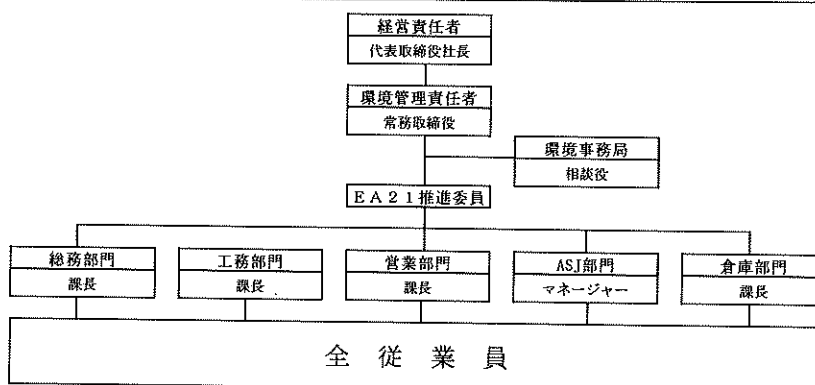 経営責任者
代表取締役社長
環境管理責任者
常務取締役
環境事務局
相談役
EA21推進委員
総務部門
課長
工務部門
課長
営業部門
課長
ASJ部門
マネージャー
倉庫部門
課長
全従業員